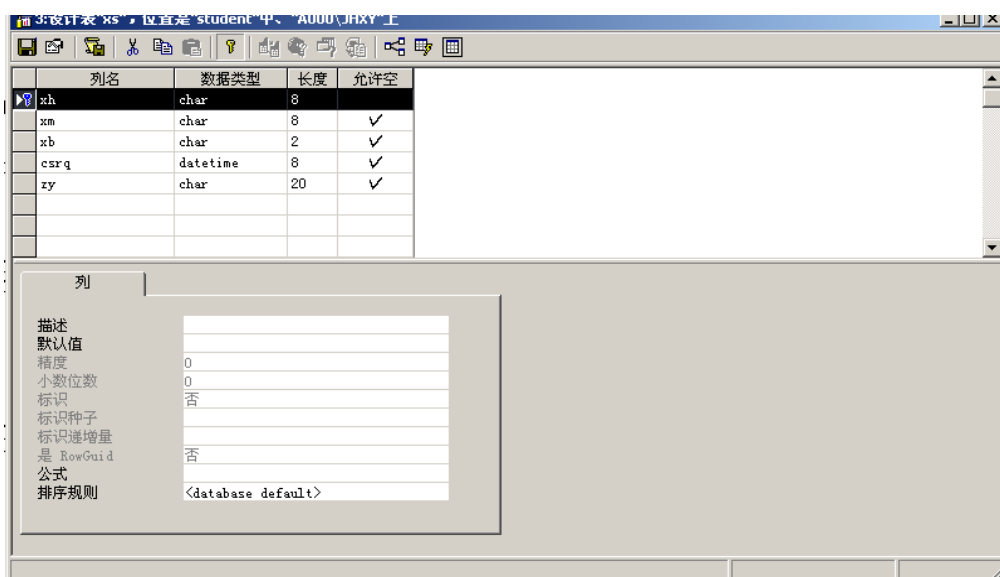 3:设计表"xs", 位置是"student"中、"A000\JHXY"上
列名 数据类型 长度 允许空
xh char 8
xm char 8
xb char 2
csrq datetime 8
zy char 20
列
描述
默认值
精度 0
小数位数 0
标识 否
标识种子
标识递增量
是 RowGuid 否
公式
排序规则 <database default>